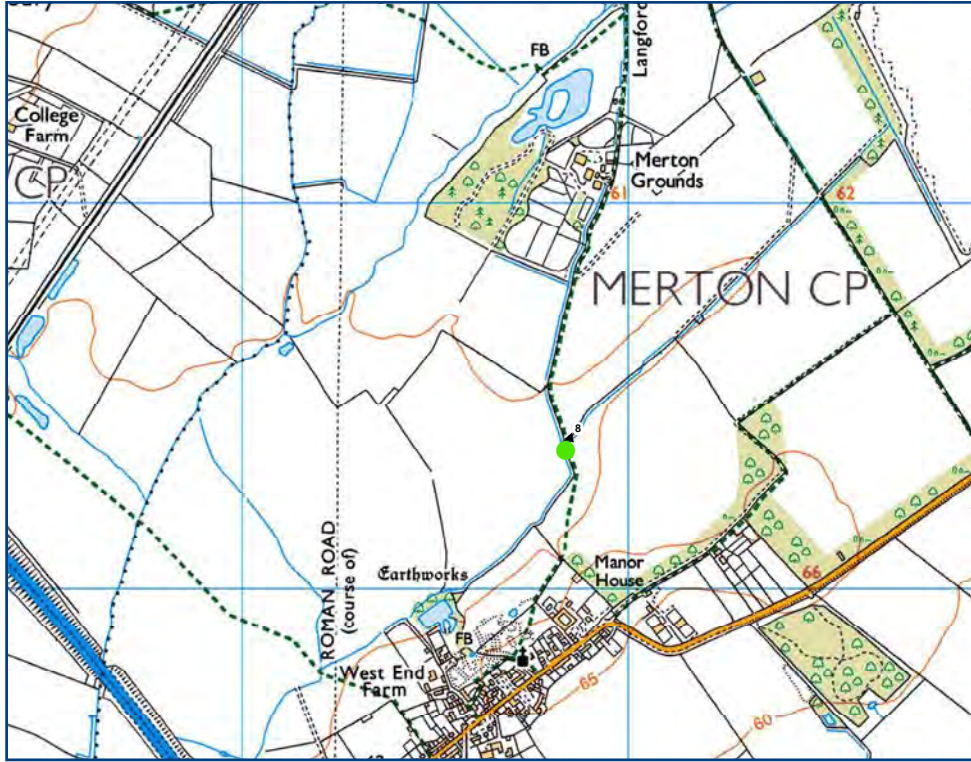 FB
Langford
College
Farm
CP
Merton
Grounds
61
62
MERTON CP
8
ROMAN ROAD
(course of)
Earthworks
Manor
House
66
FB
West End
Farm
65
60